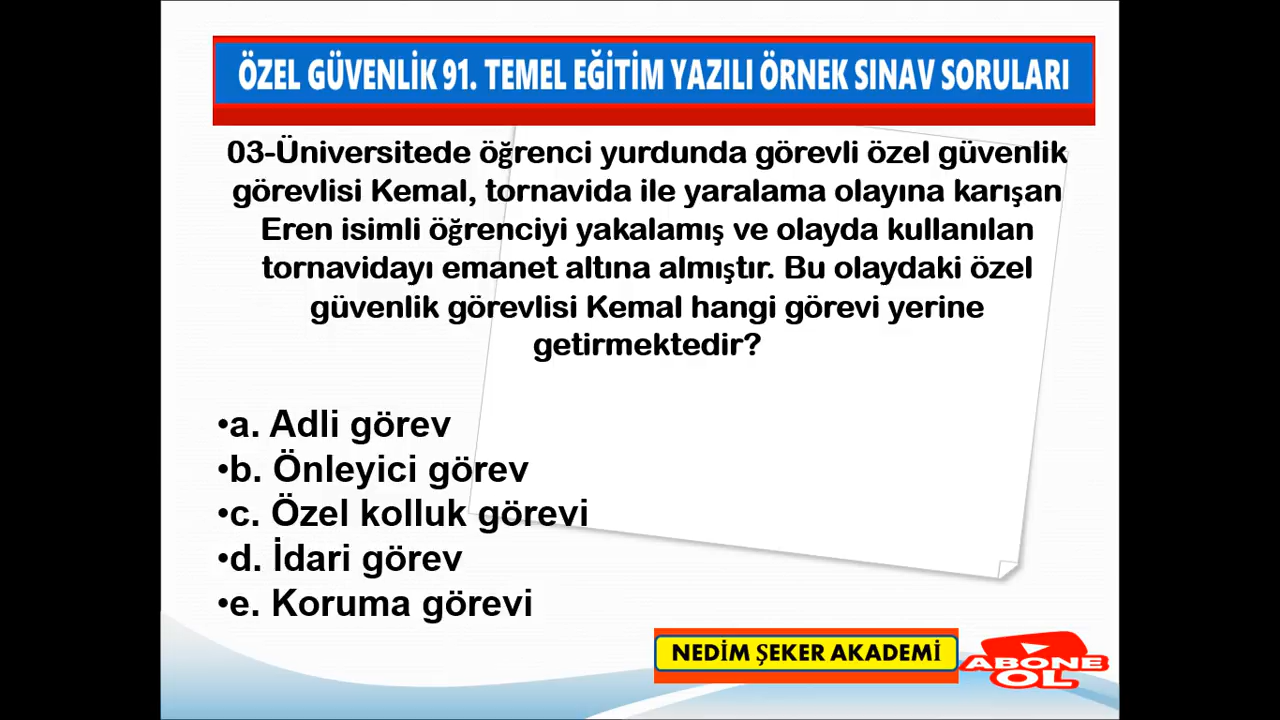 ÖZEL GÜVENLİK 91. TEMEL EĞİTİM YAZILI ÖRNEK SINAV SORULARI
03-Üniversitede öğrenci yurdunda görevli özel güvenlik
görevlisi Kemal, tornavida ile yaralama olayına karışan
Eren isimli öğrenciyi yakalamış ve olayda kullanılan
tornavidayı emanet altına almıştır. Bu olaydaki özel
güvenlik görevlisi Kemal hangi görevi yerine
getirmektedir?
•a. Adli görev
•b. Önleyici görev
•c. Özel kolluk görevi
•d. İdari görev
•e. Koruma görevi
NEDİM ŞEKER AKADEMİ
ABONE
OL